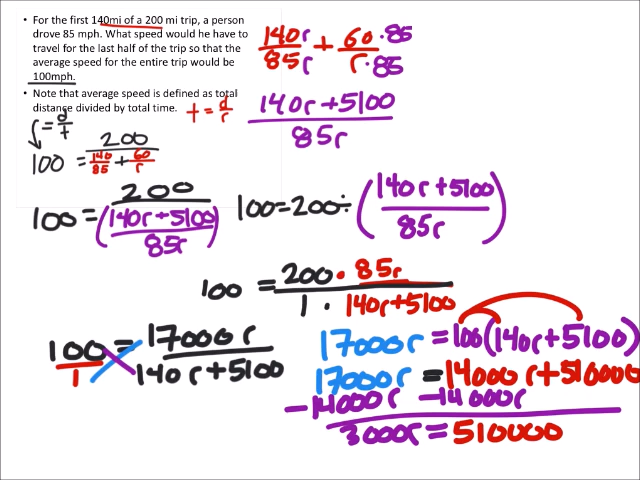 • For the first 140mi of a 200 mi trip, a person
drove 85 mph. What speed would he have to
travel for the last half of the trip so that the
average speed for the entire trip would be
100mph.
• Note that average speed is defined as total
distance divided by total time.
t = d/r
r = d/t
100 = 200/(140/85 + 60/r)
140r/85r + 60·85/r·85
(140r+5100)/85r
100 = 200/((140r+5100)/85r)
100=200÷((140r+5100)/85r)
100 = (200 · 85r)/(1 · 140r+5100)
100/1 = 17000r/(140r+5100)
17000r = 100(140r+5100)
17000r = 14000r+510000
-14000r -14000r
3000r = 510000